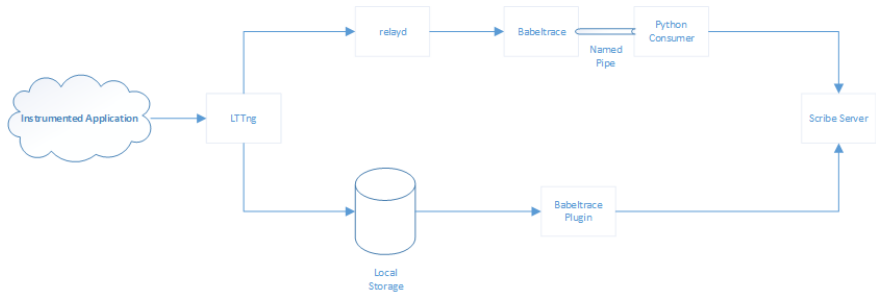 relayd
Babeltrace
Named
Pipe
Python
Consumer
Instrumented Application
LTTng
Scribe Server
Local
Storage
Babeltrace
Plugin